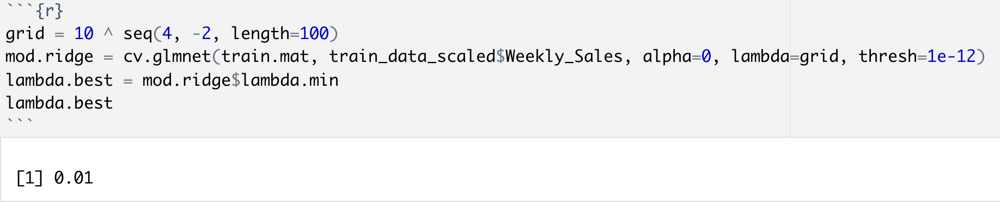 ```{r}
grid = 10 ^ seq(4, -2, length=100)
mod.ridge = cv.glmnet(train.mat, train_data_scaled$Weekly_Sales, alpha=0, lambda=grid, thresh=1e-12)
lambda.best = mod.ridge$lambda.min
lambda.best
```
[1] 0.01